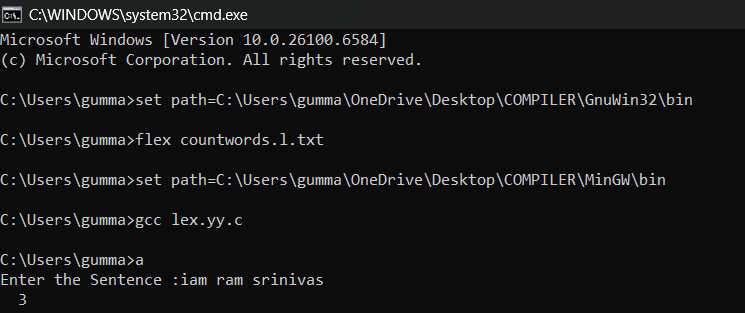 C:\WINDOWS\system32\cmd.exe
Microsoft Windows [Version 10.0.26100.6584]
(c) Microsoft Corporation. All rights reserved.
C:\Users\gumma>set path=C:\Users\gumma\OneDrive\Desktop\COMPILER\GnuWin32\bin
C:\Users\gumma>flex countwords.l.txt
C:\Users\gumma>set path=C:\Users\gumma\OneDrive\Desktop\COMPILER\MinGW\bin
C:\Users\gumma>gcc lex.yy.c
C:\Users\gumma>a
Enter the Sentence :iam ram srinivas
  3